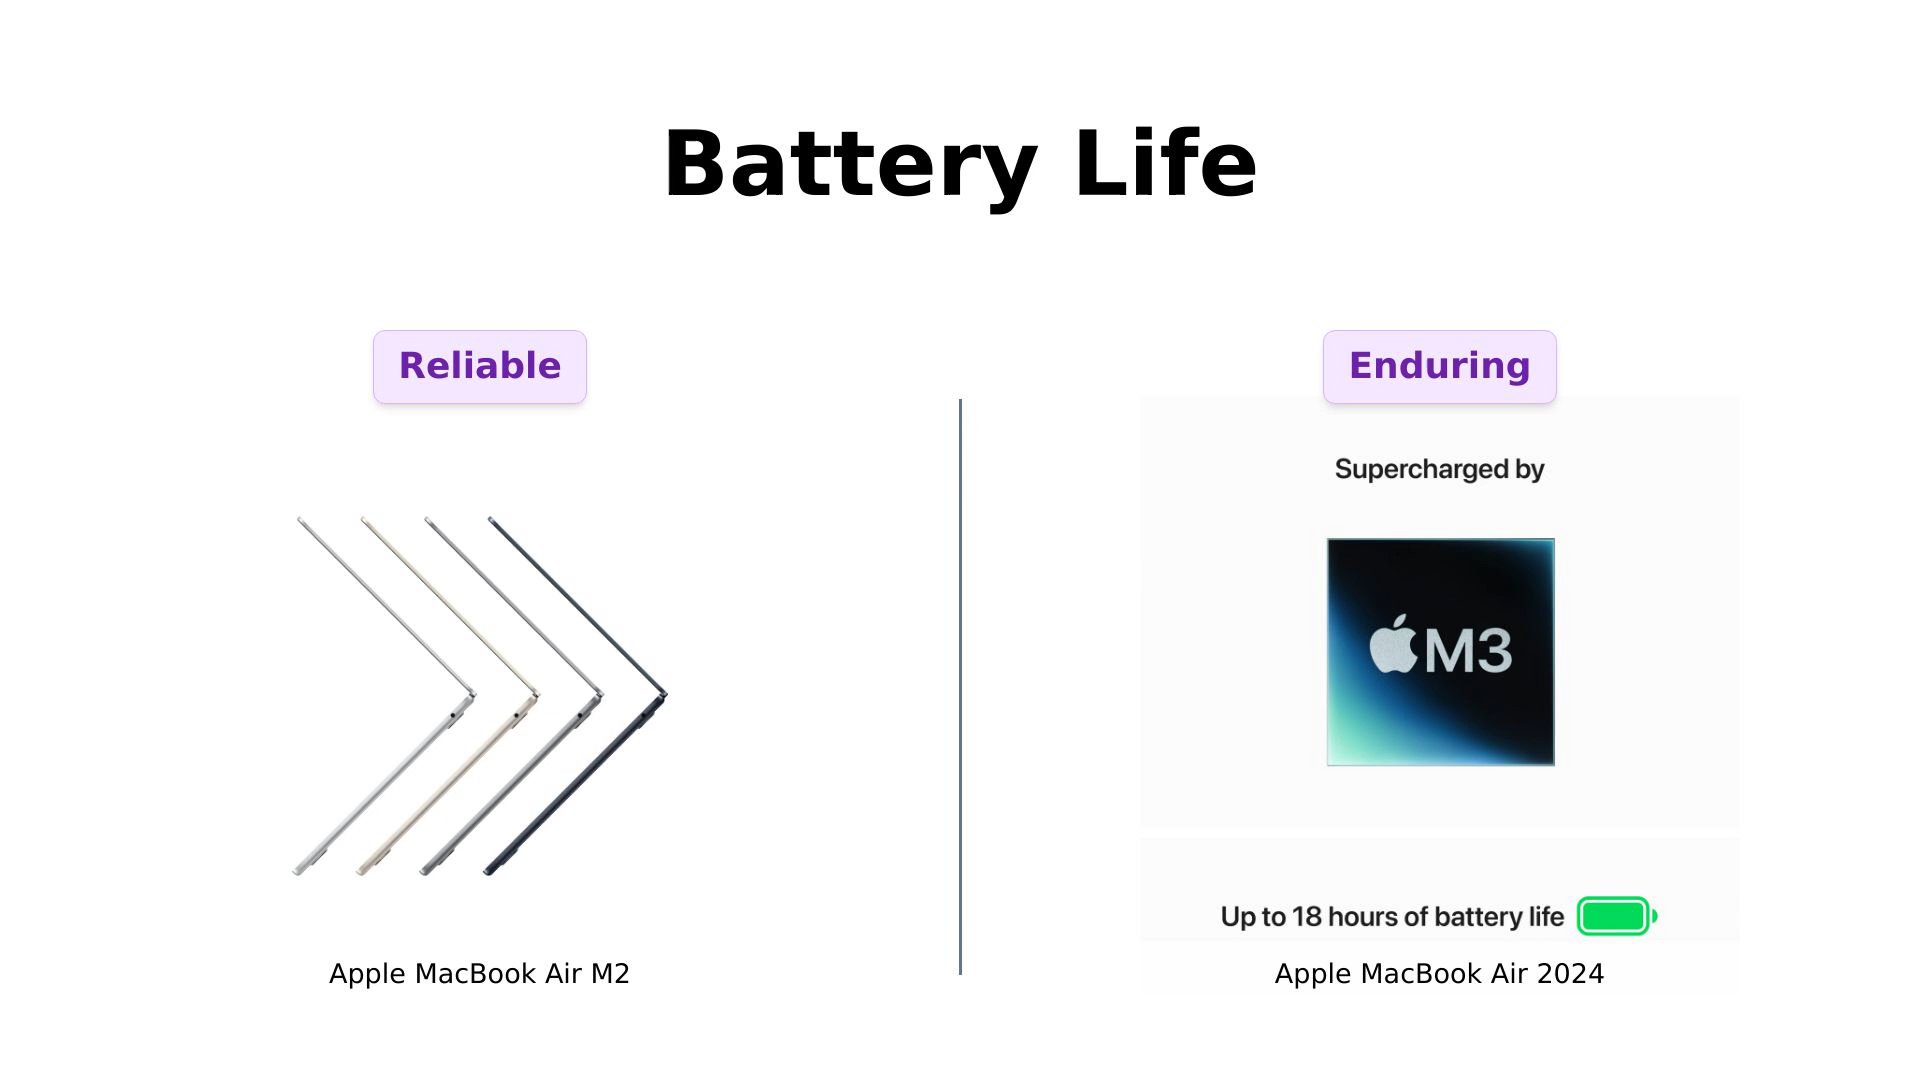 Battery Life
Reliable
Enduring
Supercharged by
M3
Up to 18 hours of battery life
Apple MacBook Air M2
Apple MacBook Air 2024